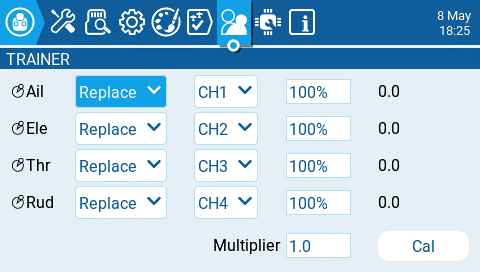 8 May
18:25
TRAINER
Ail Replace CH1 100% 0.0
Ele Replace CH2 100% 0.0
Thr Replace CH3 100% 0.0
Rud Replace CH4 100% 0.0
Multiplier 1.0 Cal